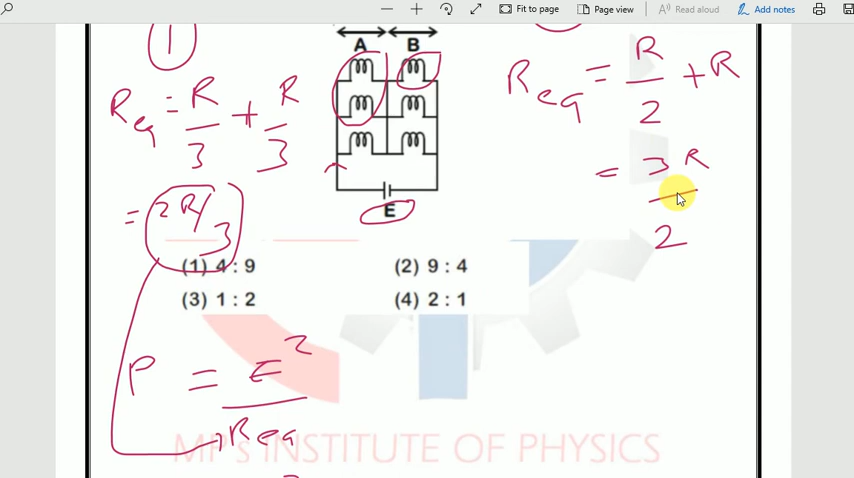 Fit to page
Page view
Read aloud
Add notes
1
A B
Req = R/3 + R/3
= 2R/3
E
Req = R/2 + R
= 3R/2
(1) 4 : 9
(2) 9 : 4
(3) 1 : 2
(4) 2 : 1
P = E²/Req
MP's INSTITUTE OF PHYSICS